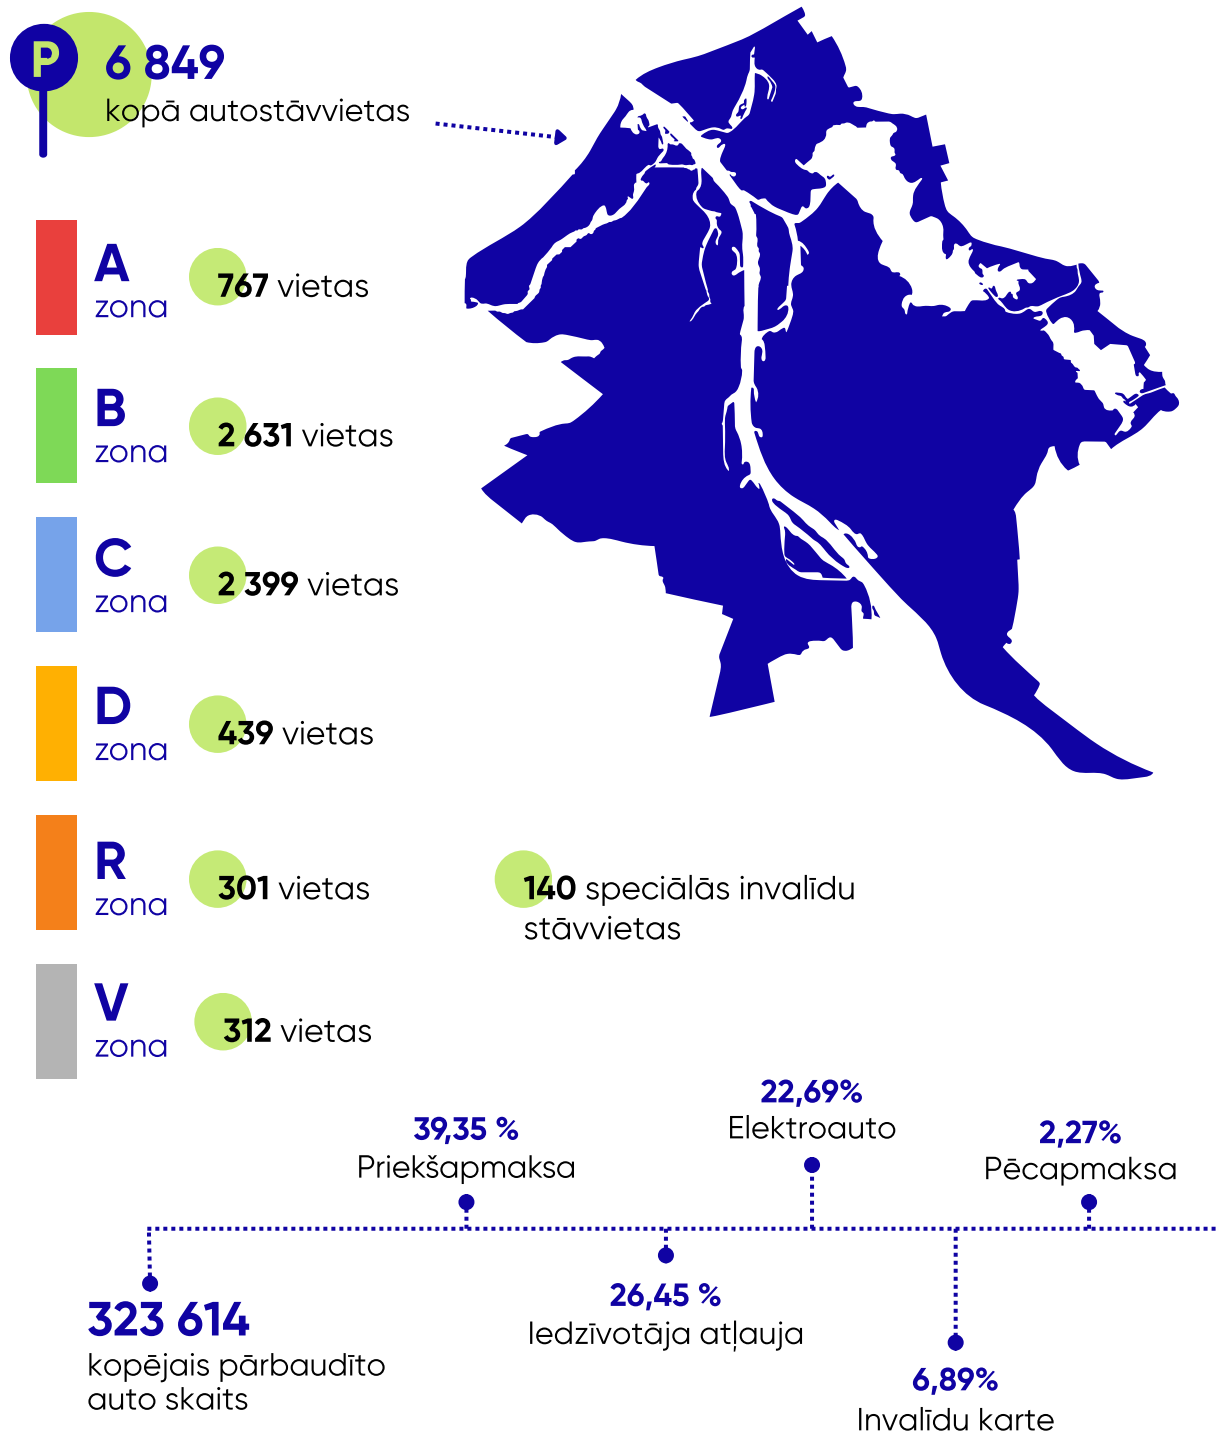 P
6 849
kopā autostāvvietas
A
zona
767 vietas
B
zona
2 631 vietas
C
zona
2 399 vietas
D
zona
439 vietas
R
zona
301 vietas
140 speciālās invalīdu
stāvvietas
V
zona
312 vietas
39,35 %
Priekšapmaksa
22,69%
Elektroauto
2,27%
Pēcapmaksa
323 614
kopējais pārbaudīto
auto skaits
26,45 %
Iedzīvotāja atļauja
6,89%
Invalīdu karte